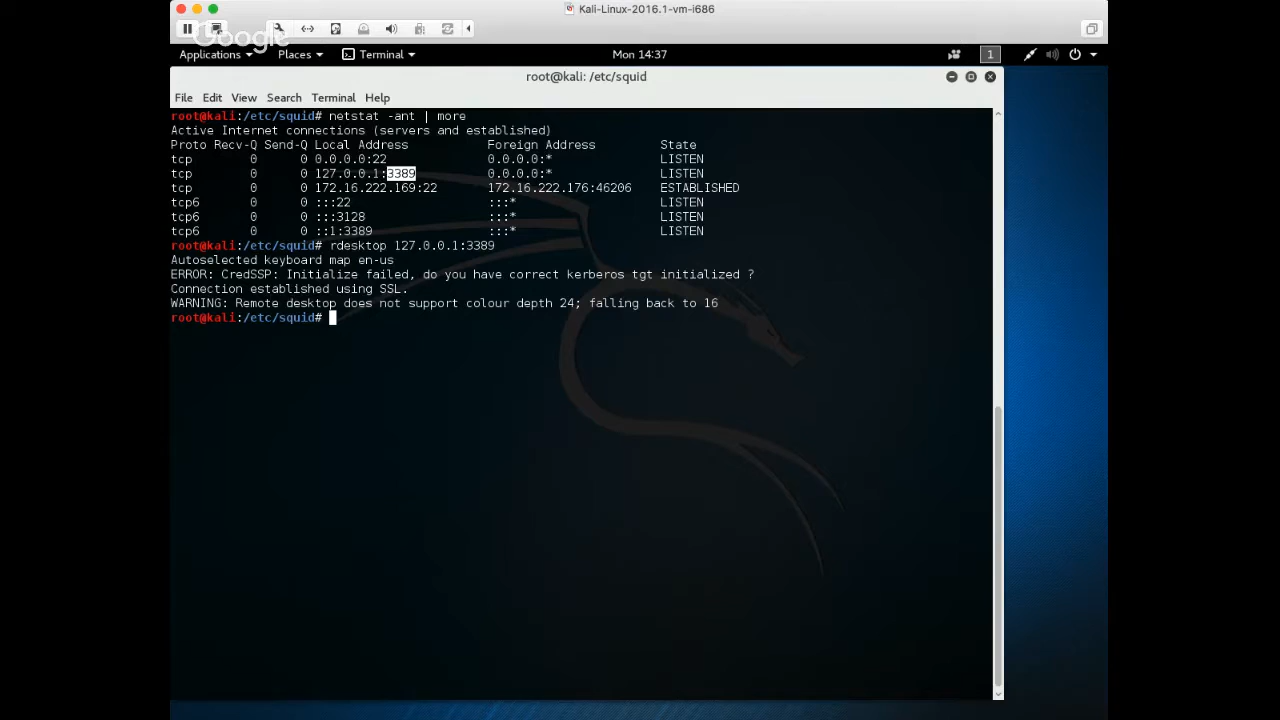 Kali-Linux-2016.1-vm-i686
Google
Applications Places Terminal Mon 14:37 1
root@kali: /etc/squid
File Edit View Search Terminal Help
root@kali:/etc/squid# netstat -ant | more
Active Internet connections (servers and established)
Proto Recv-Q Send-Q Local Address Foreign Address State
tcp 0 0 0.0.0.0:22 0.0.0.0:* LISTEN
tcp 0 0 127.0.0.1:3389 0.0.0.0:* LISTEN
tcp 0 0 172.16.222.169:22 172.16.222.176:46206 ESTABLISHED
tcp6 0 0 :::22 :::* LISTEN
tcp6 0 0 :::3128 :::* LISTEN
tcp6 0 0 ::1:3389 :::* LISTEN
root@kali:/etc/squid# rdesktop 127.0.0.1:3389
Autoselected keyboard map en-us
ERROR: CredSSP: Initialize failed, do you have correct kerberos tgt initialized ?
Connection established using SSL.
WARNING: Remote desktop does not support colour depth 24; falling back to 16
root@kali:/etc/squid#